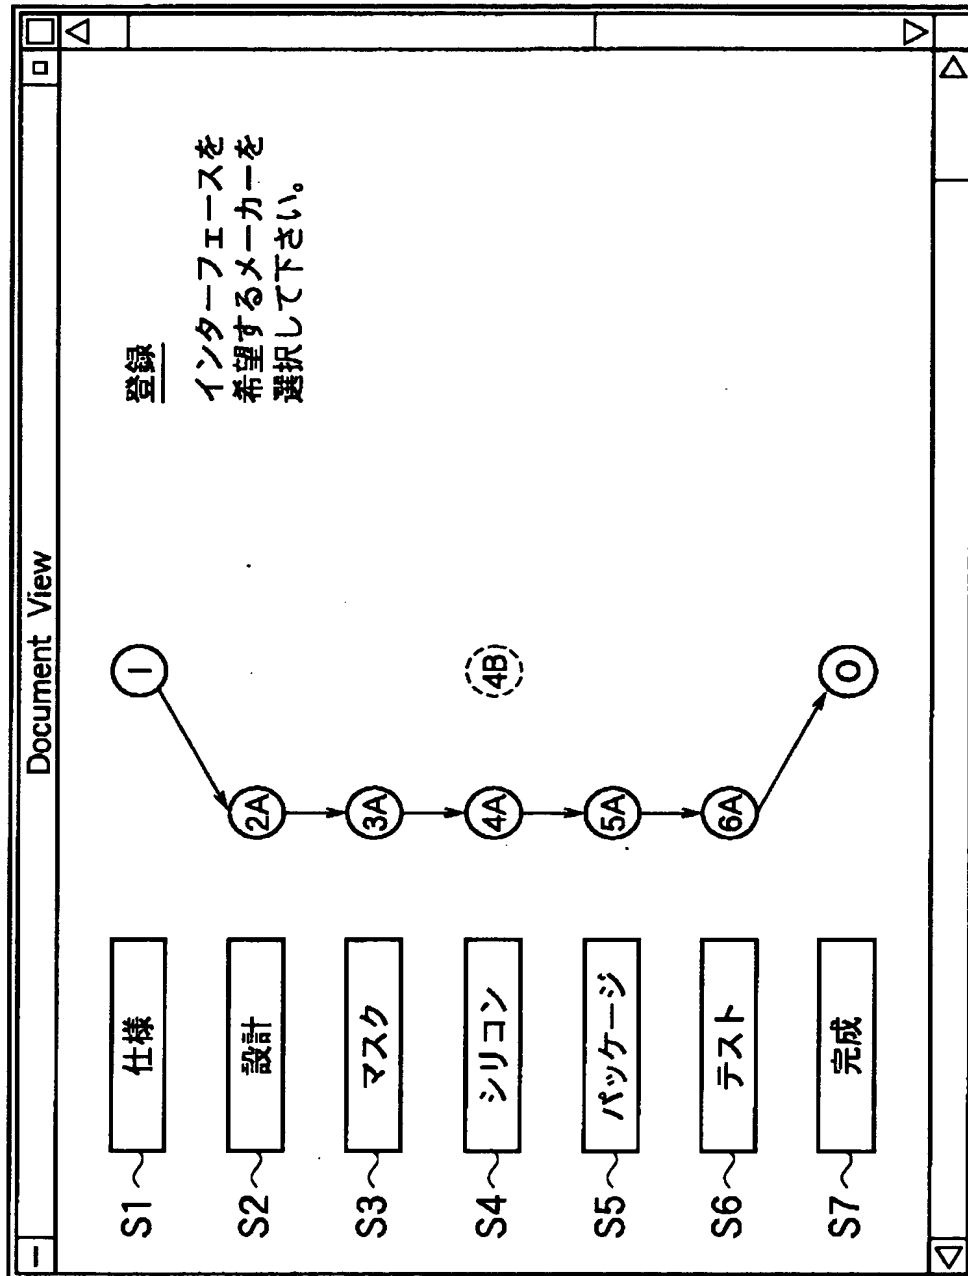 Document View
S1 仕様
S2 設計
S3 マスク
S4 シリコン
S5 パッケージ
S6 テスト
S7 完成
I
2A
3A
4A
4B
5A
6A
O
登録
インターフェースを
希望するメーカーを
選択して下さい。